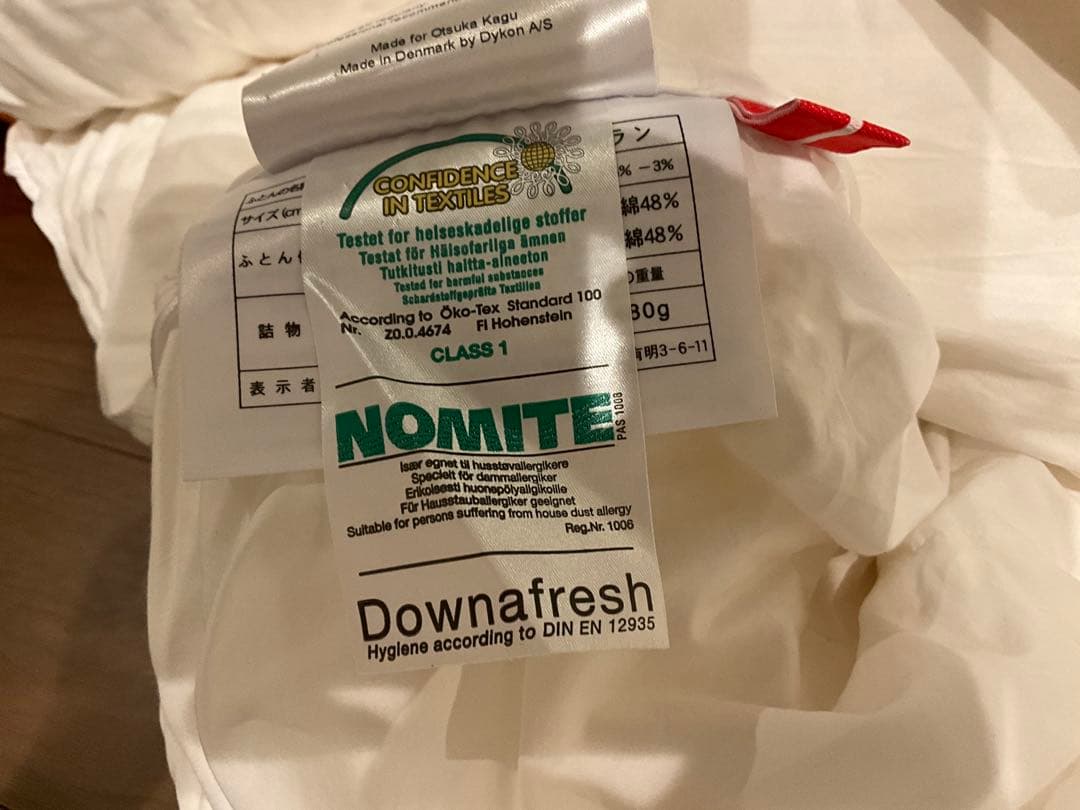 Made for Otsuka Kagu
Made in Denmark by Dykon A/S
ラン
サイズ(cm
% -3%
ふとん
綿48%
綿48%
の重量
詰物
80g
表示者
有明3-6-11
CONFIDENCE
IN TEXTILES
Testet for helseskadelige stoffer
Testat för Hälsofarliga ämnen
Tutkitusti haitta-aineeton
Tested for harmful substances
Schardstoffgeprüfte Textilien
According to Öko-Tex Standard 100
Nr. Z0.0.4674 FI Hohenstein
CLASS 1
NOMITE
PAS 1008
Især egnet til husstøvallergikere
Specielt för dammallergiker
Erikoisesti huonepölyallgikoille
Für Hausstauballergiker geeignet
Suitable for persons suffering from house dust allergy
Reg.Nr. 1006
Downafresh
Hygiene according to DIN EN 12935